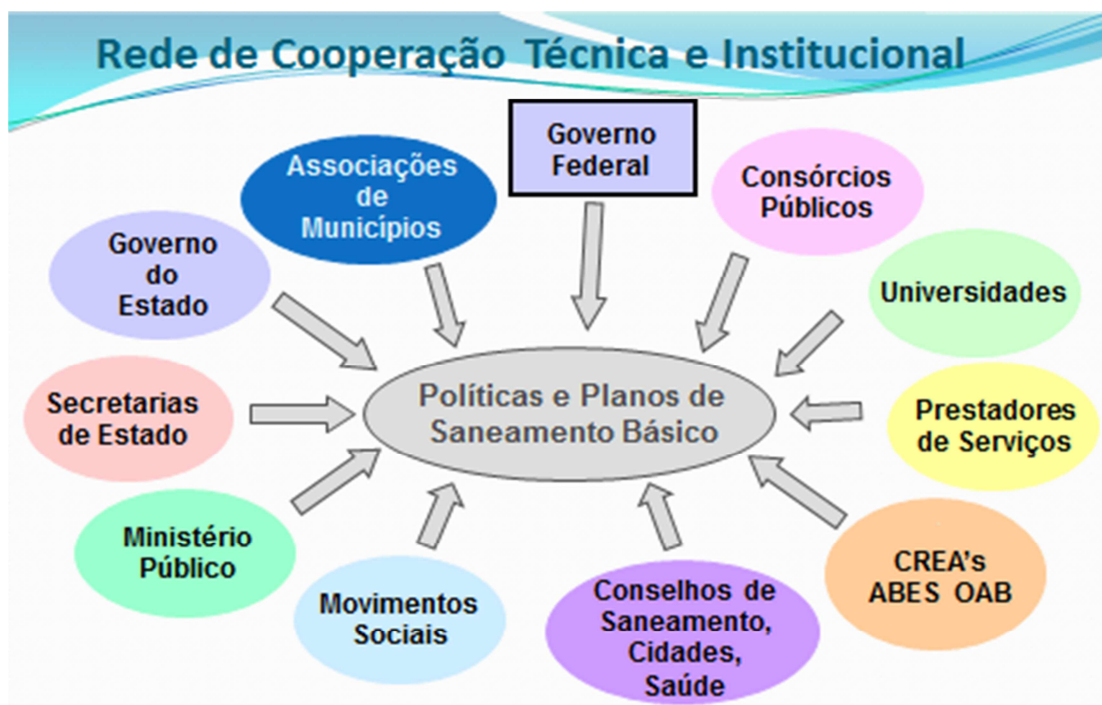 Rede de Cooperação Técnica e Institucional
Governo
Federal
Associações
de
Municípios
Consórcios
Públicos
Governo
do
Estado
Universidades
Secretarias
de Estado
Políticas e Planos de
Saneamento Básico
Prestadores
de Serviços
Ministério
Público
Movimentos
Sociais
Conselhos de
Saneamento,
Cidades,
Saúde
CREA's
ABES OAB